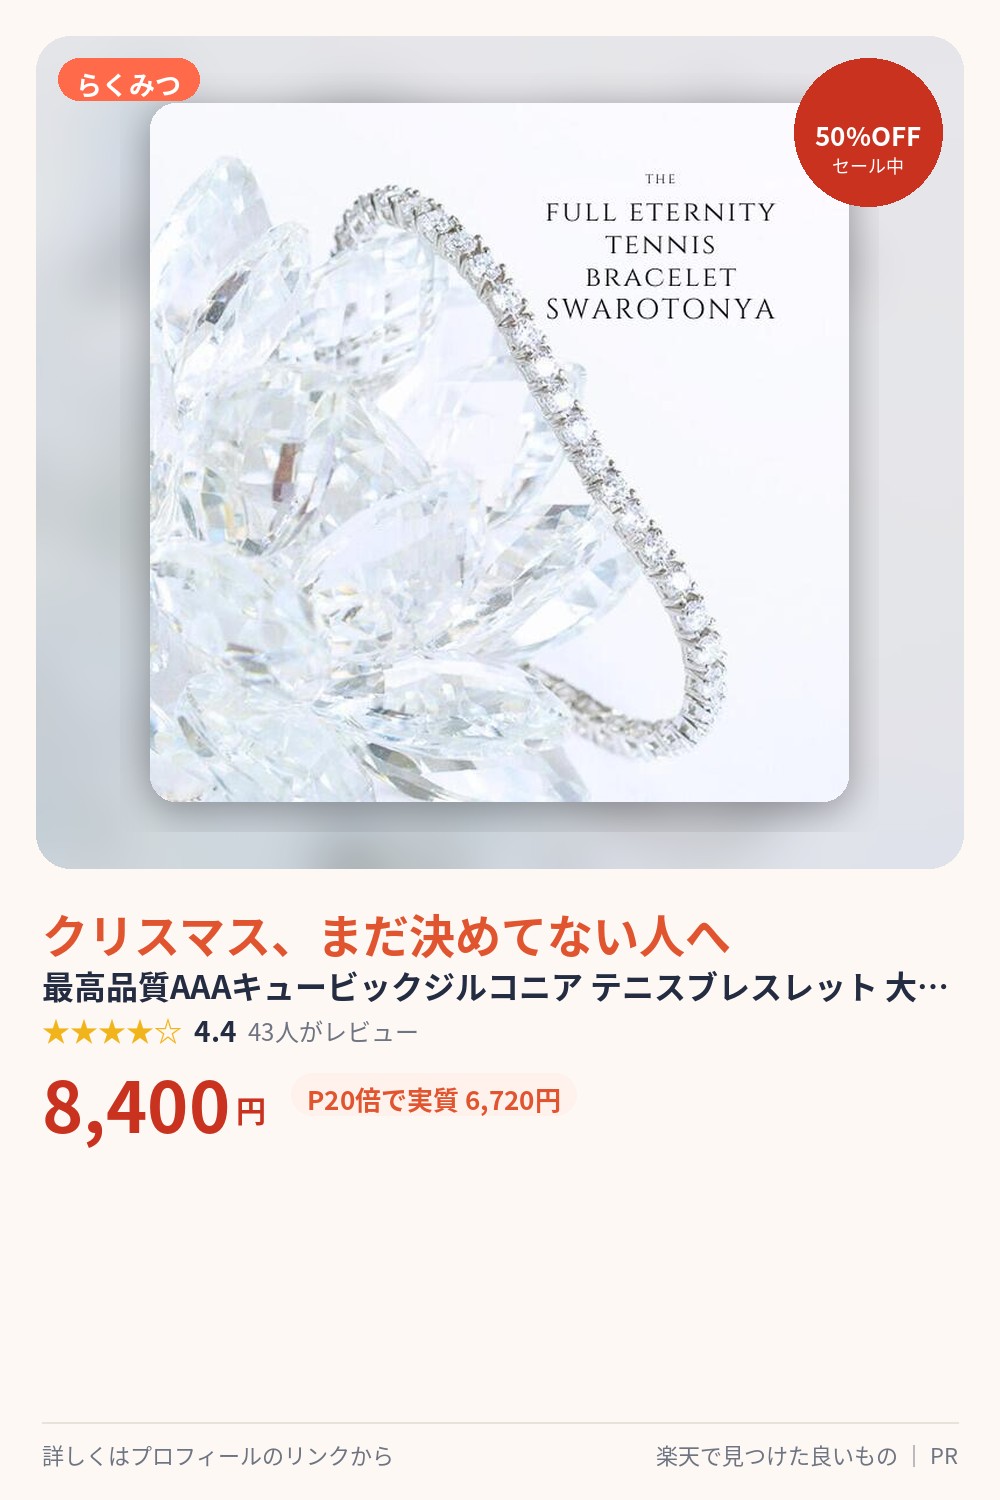 らくみつ
50%OFF
セール中
THE
FULL ETERNITY
TENNIS
BRACELET
SWAROTONYA
クリスマス、まだ決めてない人へ
最高品質AAAキュービックジルコニア テニスブレスレット 大…
★★★★☆ 4.4 43人がレビュー
8,400円 P20倍で実質 6,720円
詳しくはプロフィールのリンクから
楽天で見つけた良いもの | PR